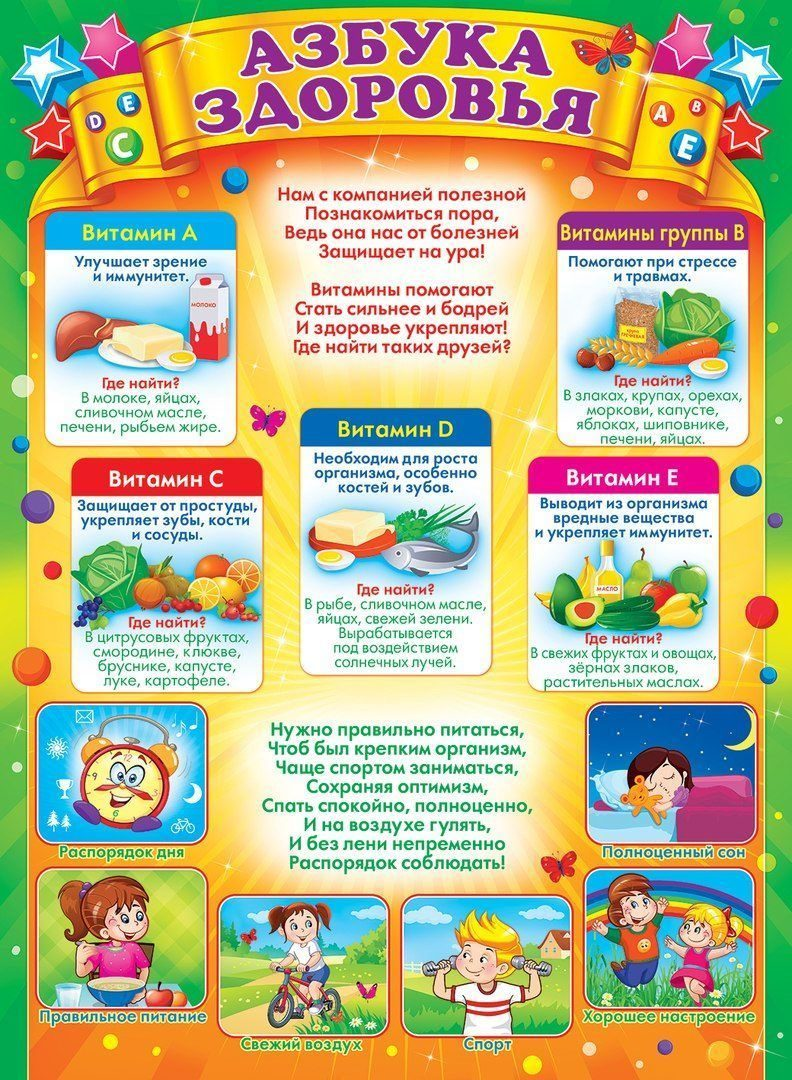 АЗБУКА
ЗДОРОВЬЯ
D
E
C
A
B
E
Нам с компанией полезной
Познакомиться пора,
Ведь она нас от болезней
Защищает на ура!
Витамины помогают
Стать сильнее и бодрей
И здоровье укрепляют!
Где найти таких друзей?
Витамин А
Улучшает зрение
и иммунитет.
МОЛОКО
Где найти?
В молоке, яйцах,
сливочном масле,
печени, рыбьем жире.
Витамины группы В
Помогают при стрессе
и травмах.
КРУПА
ГРЕЧНЕВАЯ
Где найти?
В злаках, крупах, орехах,
моркови, капусте,
яблоках, шиповнике,
печени, яйцах.
Витамин С
Защищает от простуды,
укрепляет зубы, кости
и сосуды.
Где найти?
В цитрусовых фруктах,
смородине, клюкве,
бруснике, капусте,
луке, картофеле.
Витамин D
Необходим для роста
организма, особенно
костей и зубов.
Где найти?
В рыбе, сливочном масле,
яйцах, свежей зелени.
Вырабатывается
под воздействием
солнечных лучей.
Витамин Е
Выводит из организма
вредные вещества
и укрепляет иммунитет.
МАСЛО
Где найти?
В свежих фруктах и овощах,
зёрнах злаков,
растительных маслах.
Нужно правильно питаться,
Чтоб был крепким организм,
Чаще спортом заниматься,
Сохраняя оптимизм,
Спать спокойно, полноценно,
И на воздухе гулять,
И без лени непременно
Распорядок соблюдать!
Распорядок дня
Полноценный сон
Правильное питание
Свежий воздух
Спорт
Хорошее настроение